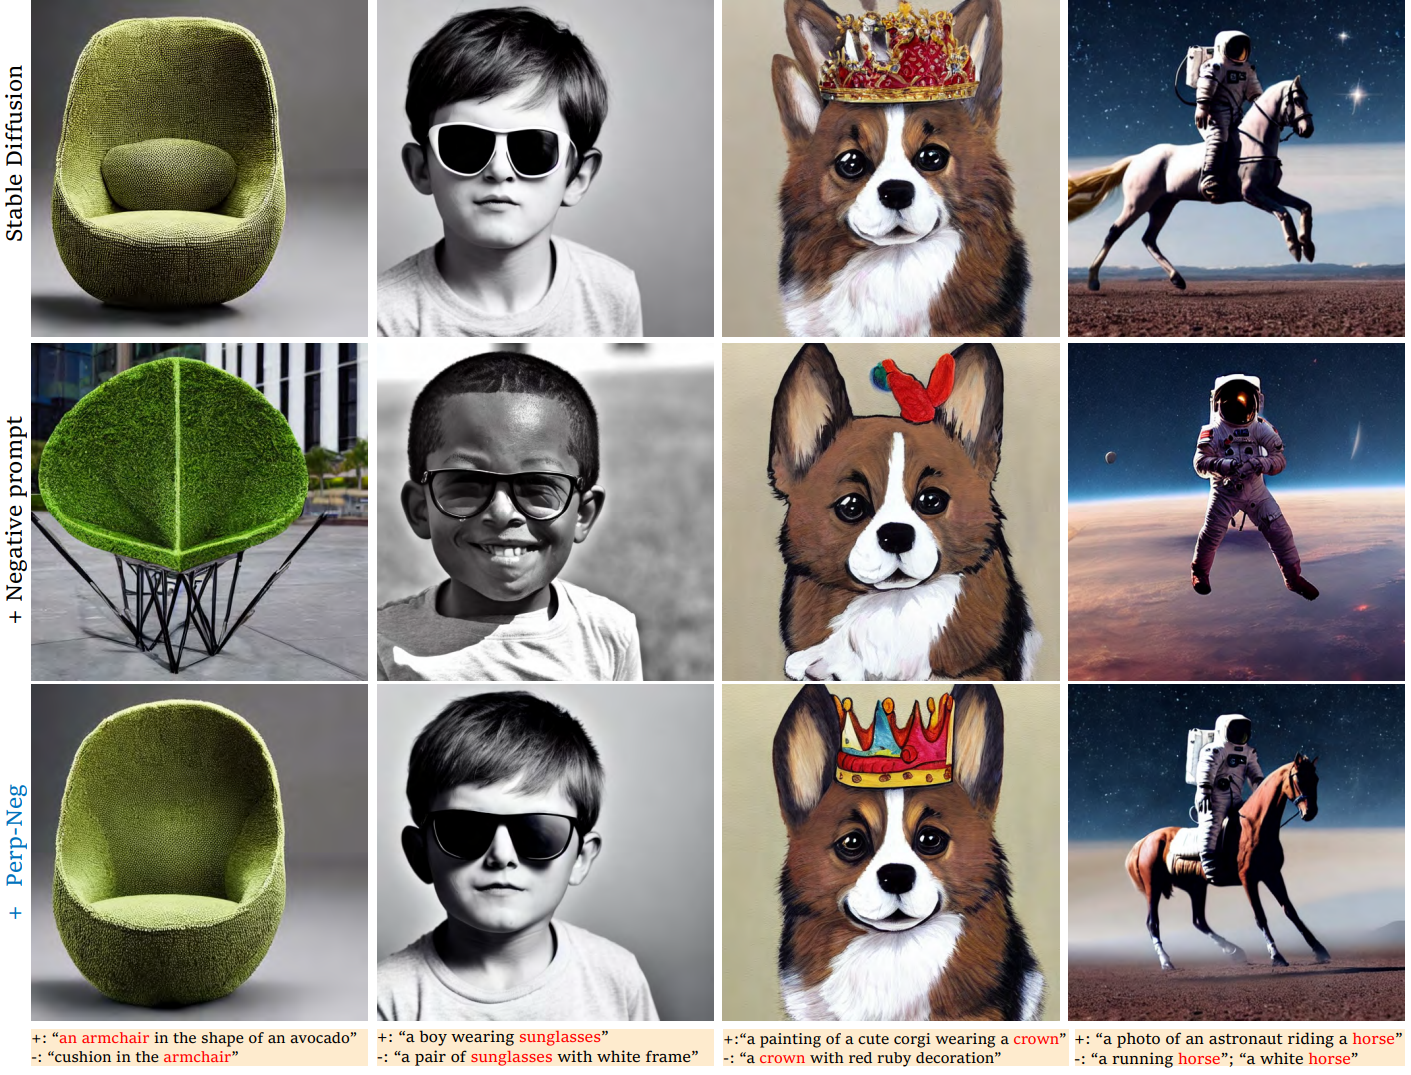 Stable Diffusion
+ Negative prompt
+ Perp-Neg
+: “an armchair in the shape of an avocado”
-: “cushion in the armchair”
+: “a boy wearing sunglasses”
-: “a pair of sunglasses with white frame”
+:“a painting of a cute corgi wearing a crown”
-: “a crown with red ruby decoration”
+: “a photo of an astronaut riding a horse”
-: “a running horse”; “a white horse”